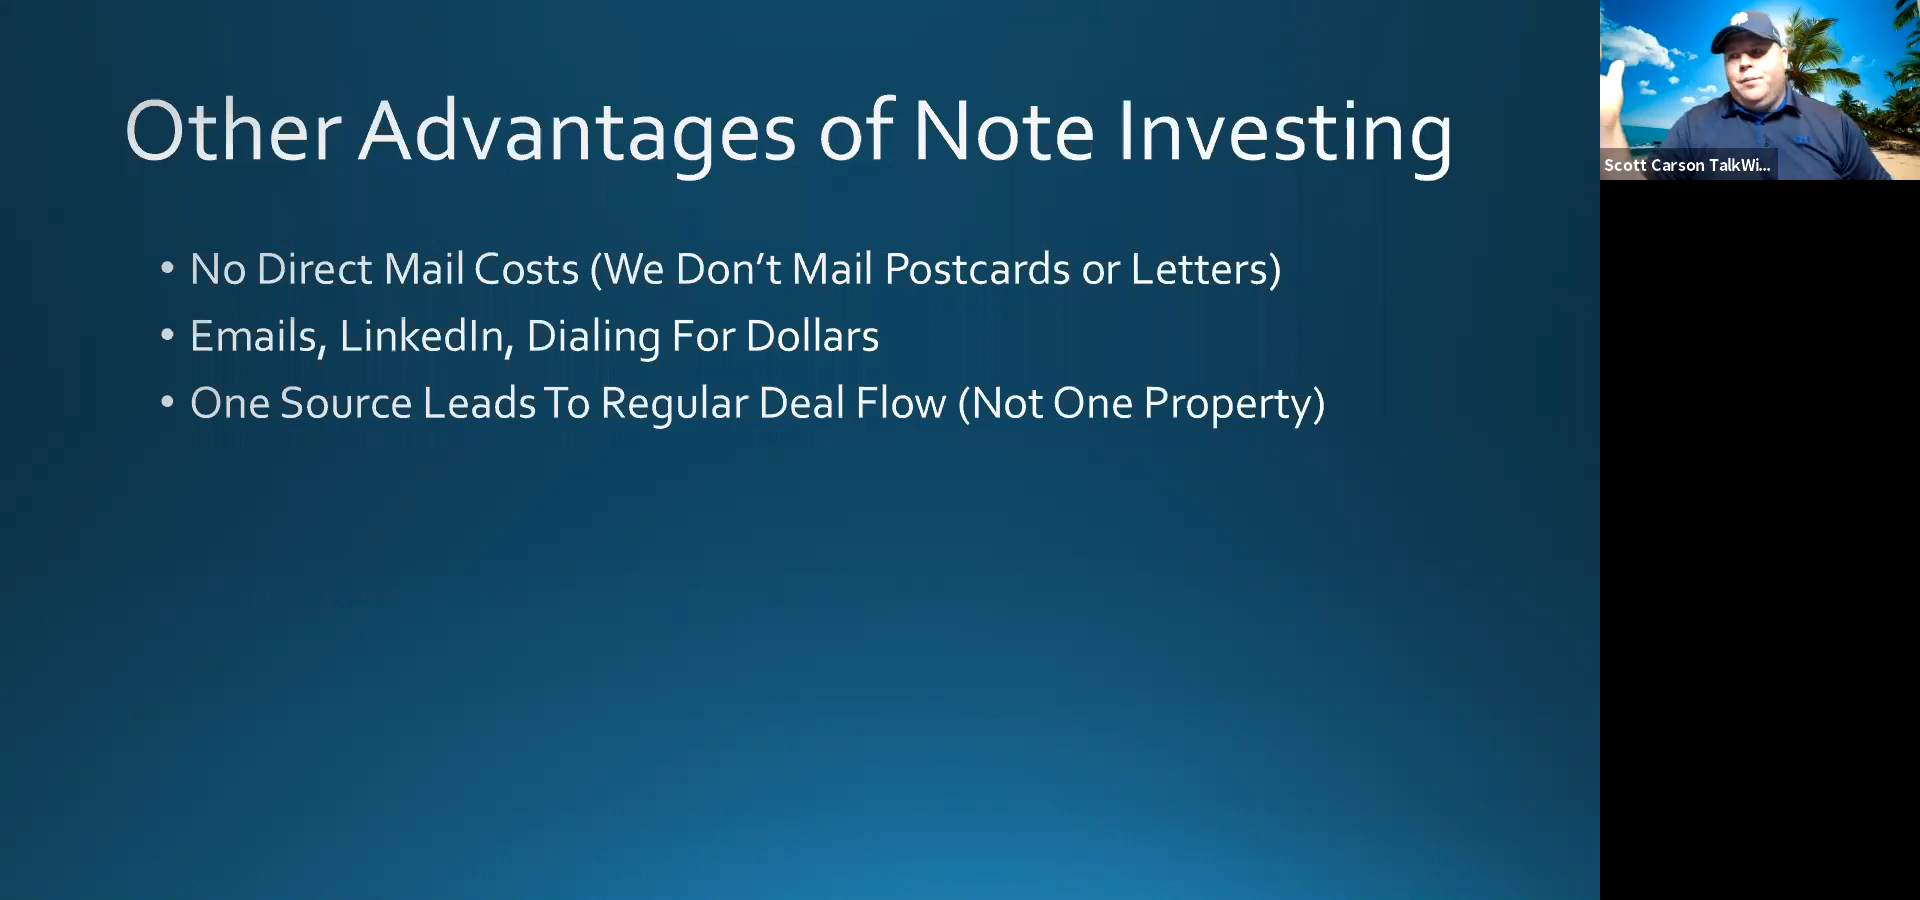 Other Advantages of Note Investing
• No Direct Mail Costs (We Don’t Mail Postcards or Letters)
• Emails, LinkedIn, Dialing For Dollars
• One Source Leads To Regular Deal Flow (Not One Property)
Scott Carson TalkWi...